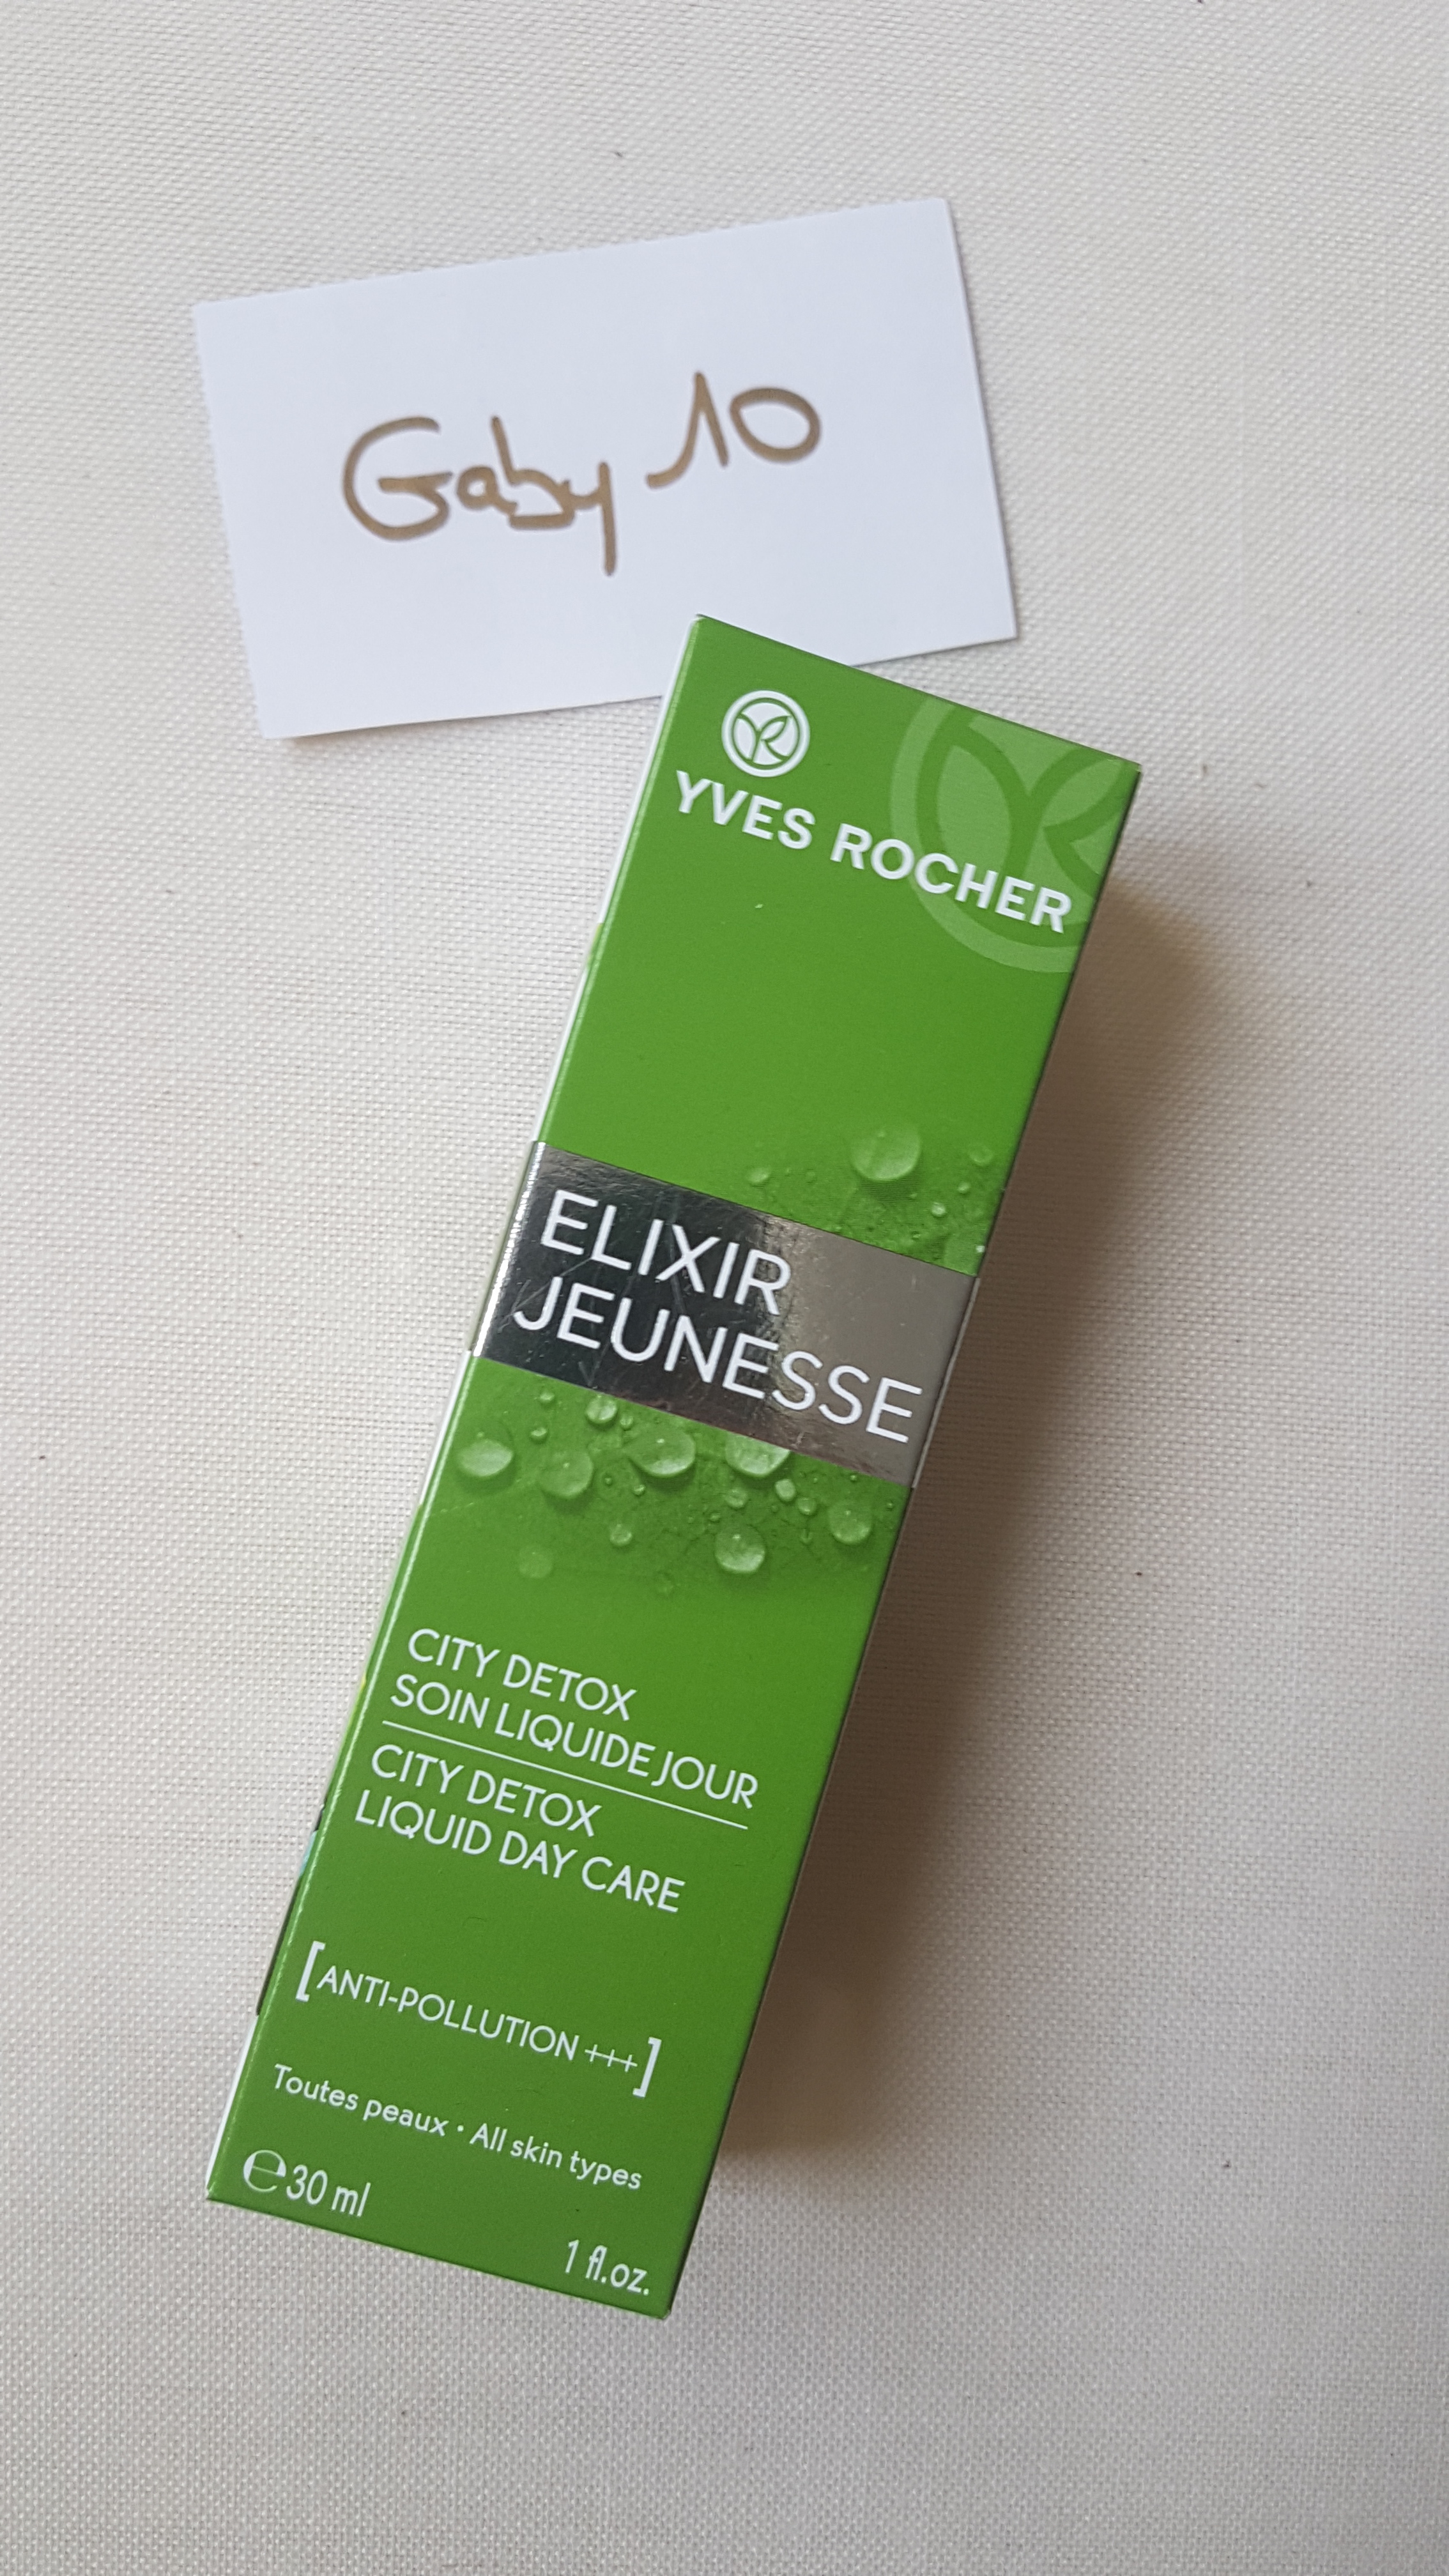 Gaby 10
YVES ROCHER
ELIXIR
JEUNESSE
CITY DETOX
SOIN LIQUIDE JOUR
CITY DETOX
LIQUID DAY CARE
[ANTI-POLLUTION +++]
Toutes peaux • All skin types
℮ 30 ml
1 fl.oz.